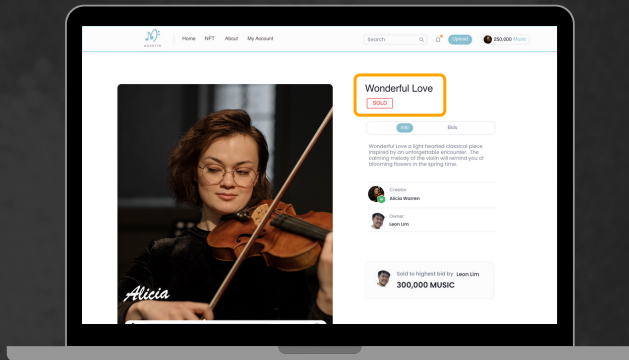 Home NFT About My Account Search Upload 250,000 Music
Wonderful Love
SOLD
Info Bids
Wonderful Love a light hearted classical piece
inspired by an unforgettable encounter. The
calming melody of the violin will remind you of
blooming flowers in the spring time.
Creator
Alicia Warren
Owner
Leon Lim
Alicia
Sold to highest bid by Leon Lim
300,000 MUSIC